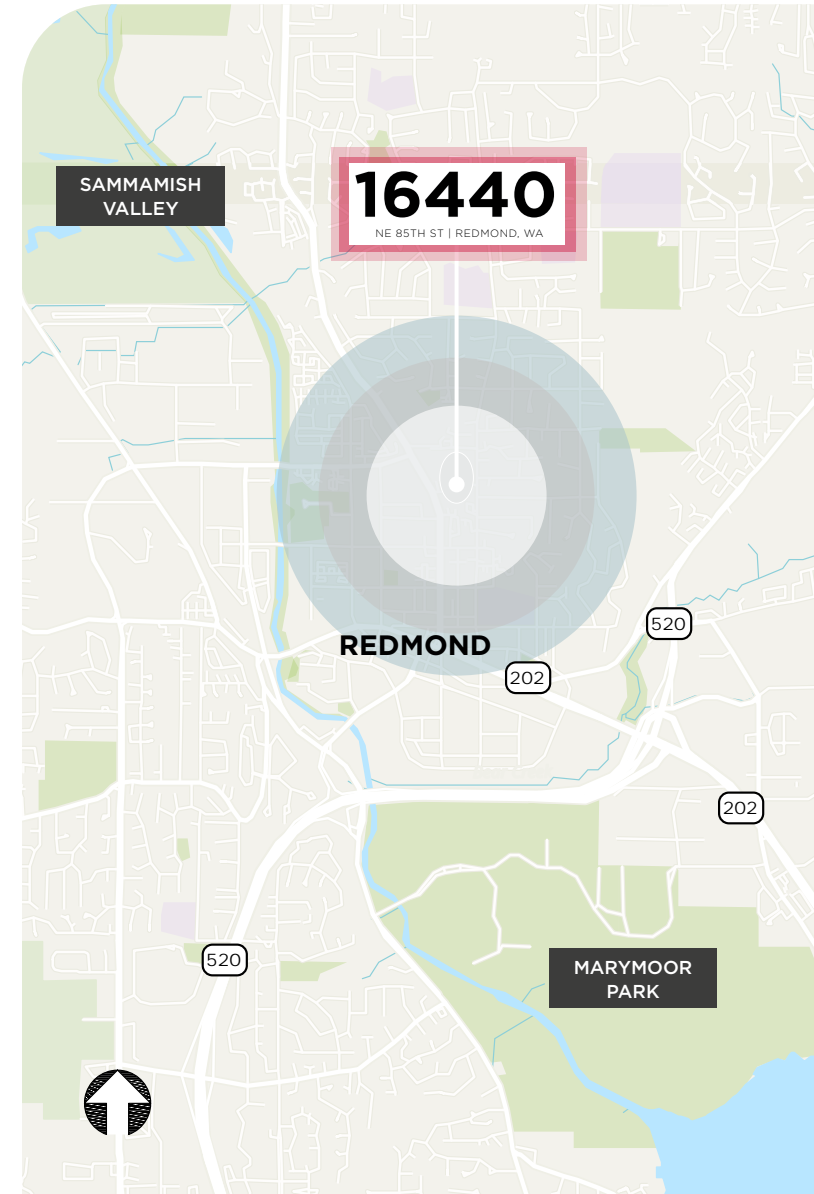 SAMMAMISH
VALLEY
16440
NE 85TH ST | REDMOND, WA
520
REDMOND
202
202
520
MARYMOOR
PARK